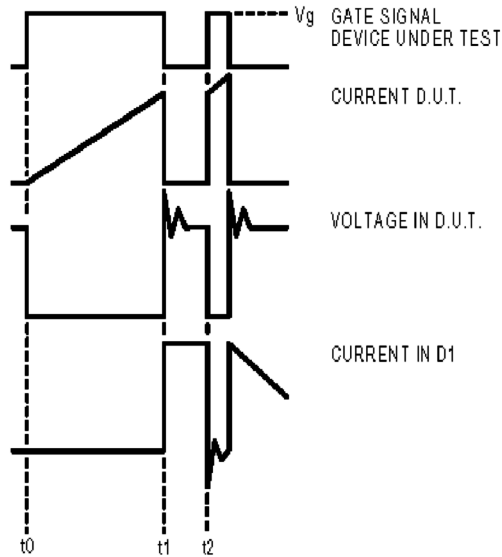 Vg GATE SIGNAL
DEVICE UNDER TEST
CURRENT D.U.T.
VOLTAGE IN D.U.T.
CURRENT IN D1
t0 t1 t2